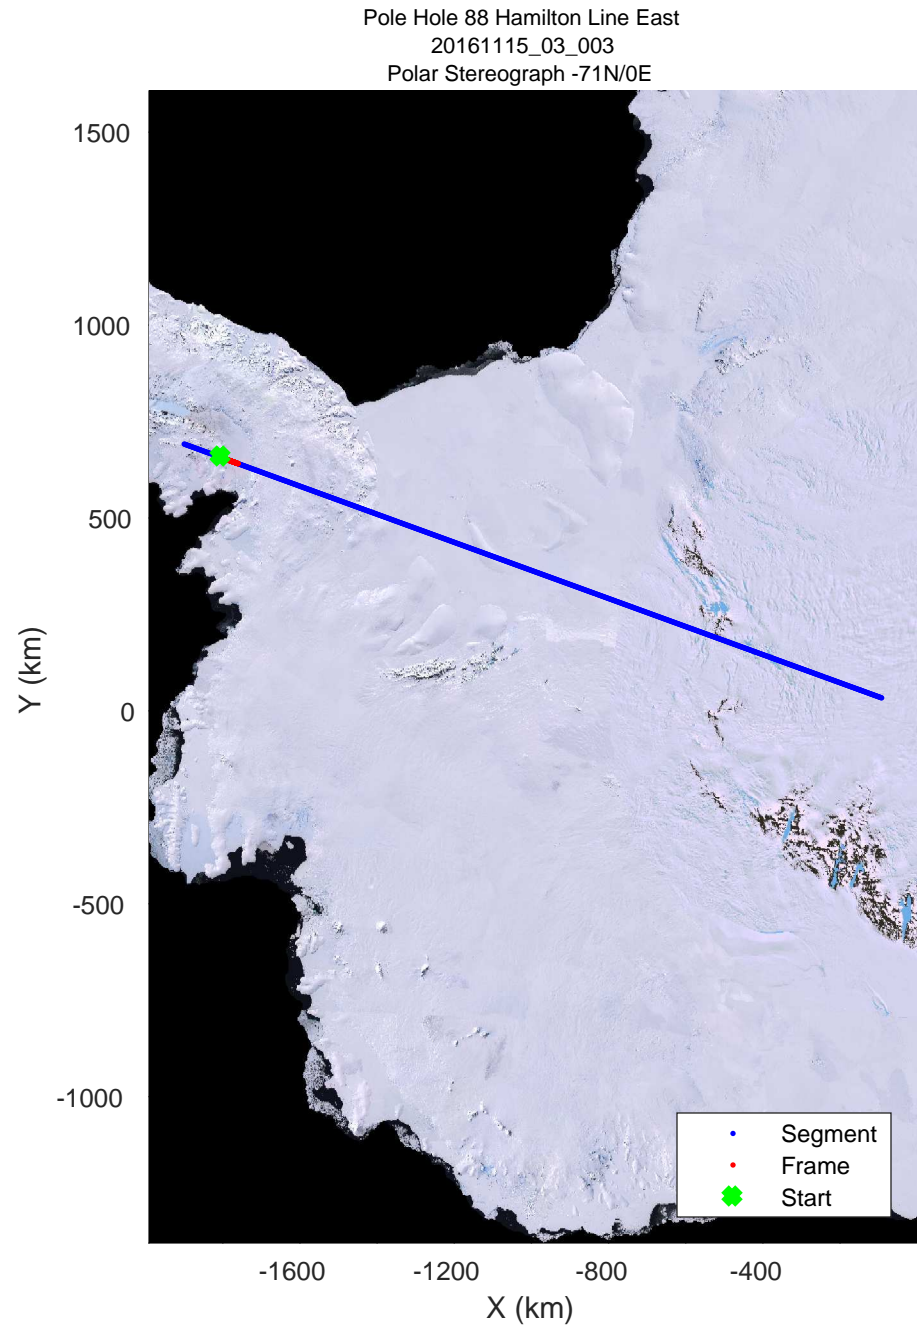 Pole Hole 88 Hamilton Line East
20161115_03_003
Polar Stereograph -71N/0E
1500
1000
500
0
-500
-1000
Y (km)
-1600
-1200
-800
-400
X (km)
Segment
Frame
Start